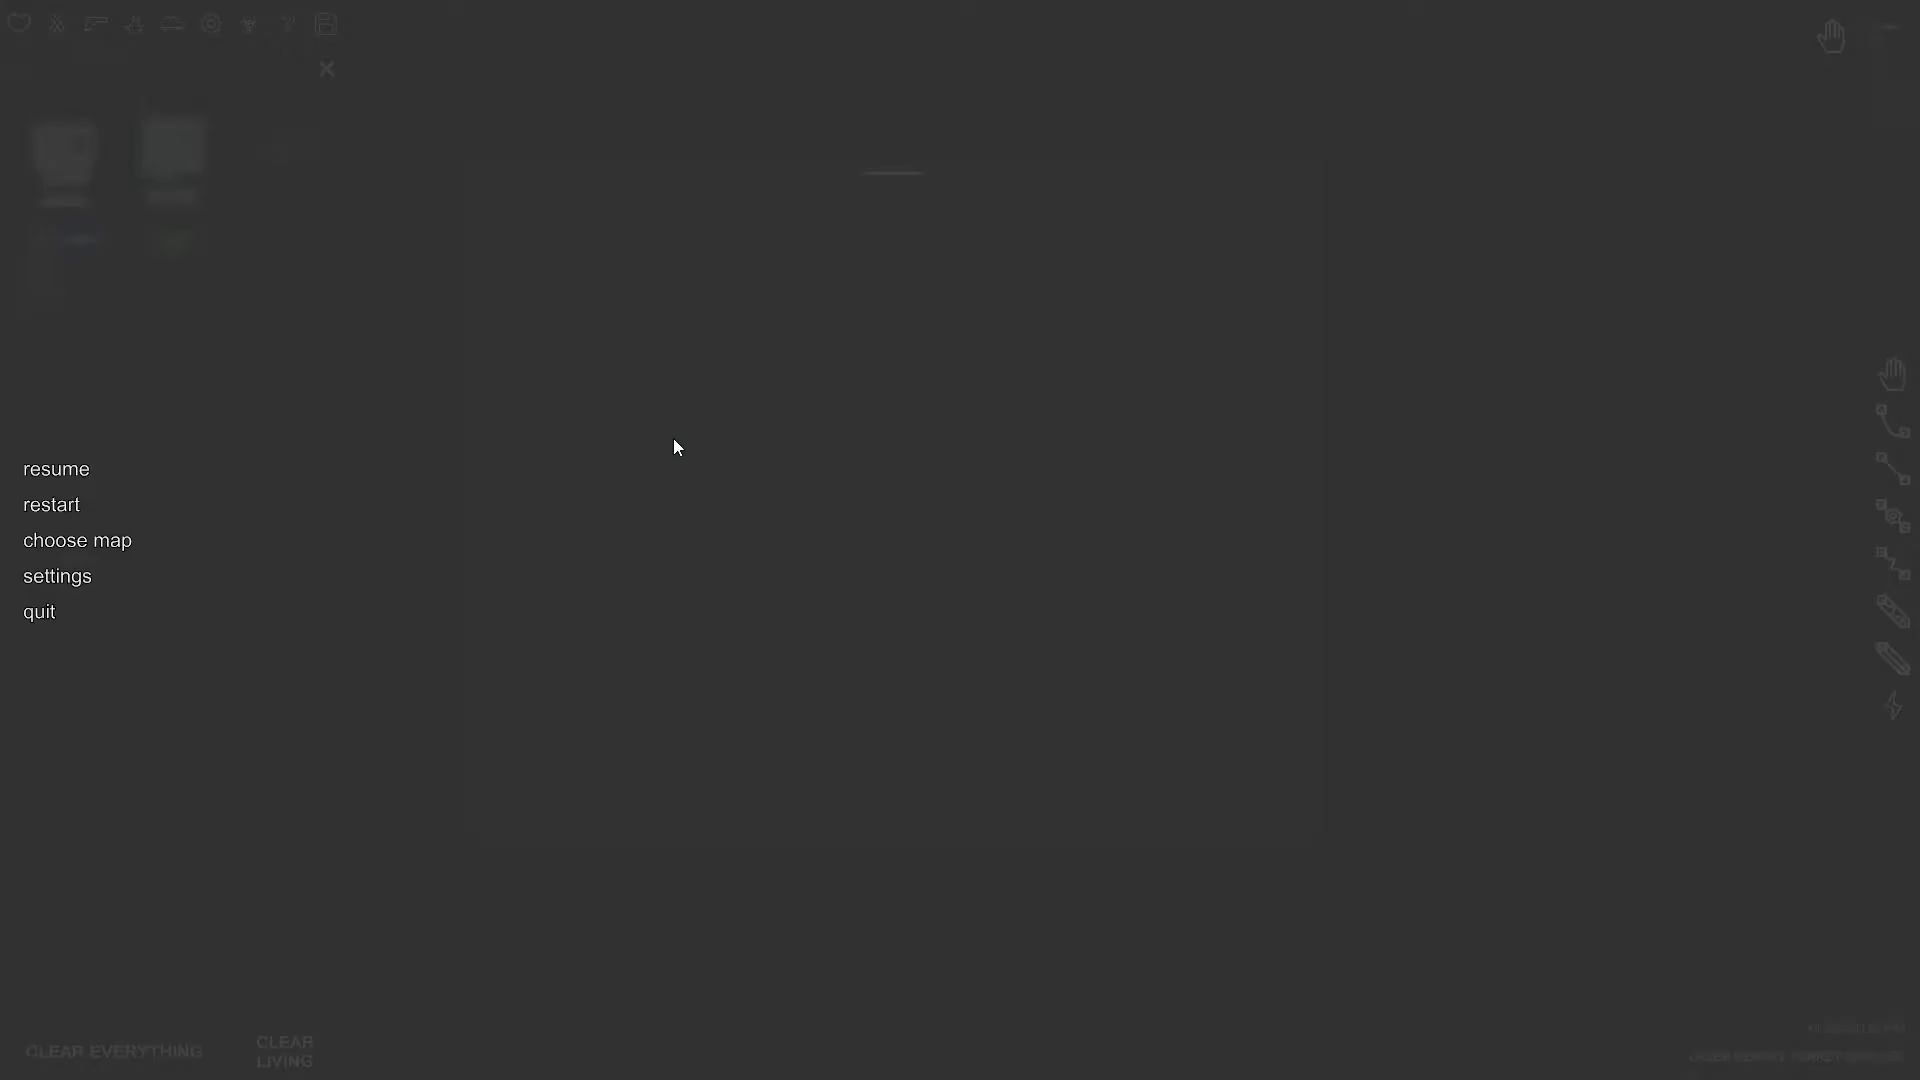 resume
restart
choose map
settings
quit
CLEAR EVERYTHING
CLEAR
LIVING